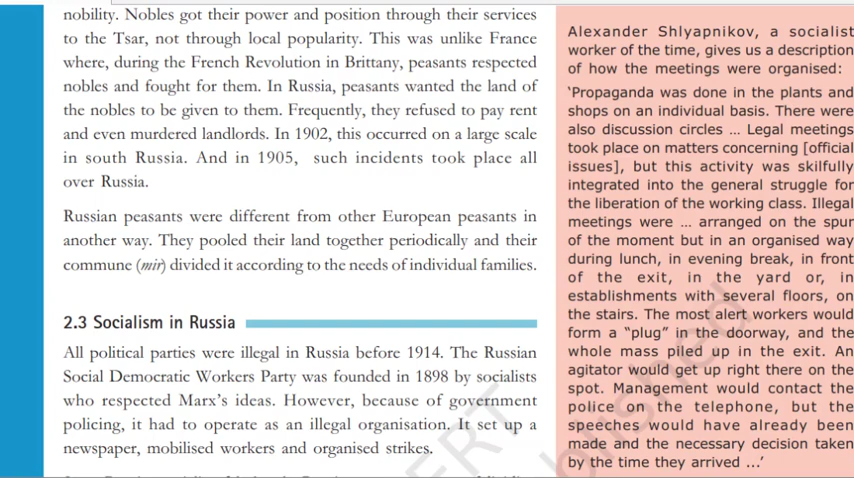 nobility. Nobles got their power and position through their services
to the Tsar, not through local popularity. This was unlike France
where, during the French Revolution in Brittany, peasants respected
nobles and fought for them. In Russia, peasants wanted the land of
the nobles to be given to them. Frequently, they refused to pay rent
and even murdered landlords. In 1902, this occurred on a large scale
in south Russia. And in 1905, such incidents took place all
over Russia.
Russian peasants were different from other European peasants in
another way. They pooled their land together periodically and their
commune (mir) divided it according to the needs of individual families.
2.3 Socialism in Russia
All political parties were illegal in Russia before 1914. The Russian
Social Democratic Workers Party was founded in 1898 by socialists
who respected Marx's ideas. However, because of government
policing, it had to operate as an illegal organisation. It set up a
newspaper, mobilised workers and organised strikes.
Alexander Shlyapnikov, a socialist
worker of the time, gives us a description
of how the meetings were organised:
'Propaganda was done in the plants and
shops on an individual basis. There were
also discussion circles … Legal meetings
took place on matters concerning [official
issues], but this activity was skilfully
integrated into the general struggle for
the liberation of the working class. Illegal
meetings were … arranged on the spur
of the moment but in an organised way
during lunch, in evening break, in front
of the exit, in the yard or, in
establishments with several floors, on
the stairs. The most alert workers would
form a "plug" in the doorway, and the
whole mass piled up in the exit. An
agitator would get up right there on the
spot. Management would contact the
police on the telephone, but the
speeches would have already been
made and the necessary decision taken
by the time they arrived …'